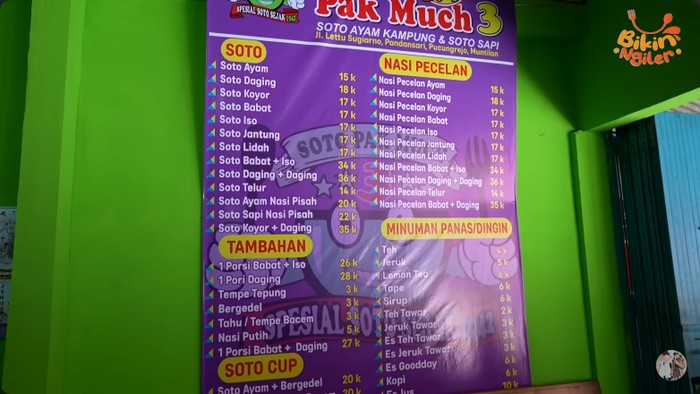 SPESIAL SOTO SEJAK 1942
Pak Much 3
SOTO AYAM KAMPUNG & SOTO SAPI
Jl. Lettu Sugiarno, Pandansari, Pucungrejo, Muntilan
Bikin Ngiler
SOTO
Soto Ayam 15 k
Soto Daging 18 k
Soto Koyor 17 k
Soto Babat 17 k
Soto Iso 17 k
Soto Jantung 17 k
Soto Lidah 17 k
Soto Babat + Iso 34 k
Soto Daging + Daging 36 k
Soto Telur 14 k
Soto Ayam Nasi Pisah 20 k
Soto Sapi Nasi Pisah 22 k
Soto Koyor + Daging 35 k
TAMBAHAN
1 Porsi Babat + Iso 26 k
1 Pori Daging 28 k
Tempe Tepung 3 k
Bergedel 3 k
Tahu / Tempe Bacem 3 k
Nasi Putih 5 k
1 Porsi Babat + Daging 27 k
SOTO CUP
Soto Ayam + Bergedel 20 k
20 k
NASI PECELAN
Nasi Pecelan Ayam 15 k
Nasi Pecelan Daging 18 k
Nasi Pecelan Koyor 17 k
Nasi Pecelan Babat 17 k
Nasi Pecelan Iso 17 k
Nasi Pecelan Jantung 17 k
Nasi Pecelan Lidah 17 k
Nasi Pecelan Babat + Iso 34 k
Nasi Pecelan Daging + Daging 36 k
Nasi Pecelan Telur 14 k
Nasi Pecelan Babat + Daging 35 k
MINUMAN PANAS/DINGIN
Teh 4 k
Jeruk 5 k
Lemon Tea 6 k
Tape 6 k
Sirup 6 k
Teh Tawar 2 k
Jeruk Tawar 3 k
Es Teh Tawar 3 k
Es Jeruk Tawar 3 k
Es Goodday 6 k
Kopi 6 k
Es Jus 10 k